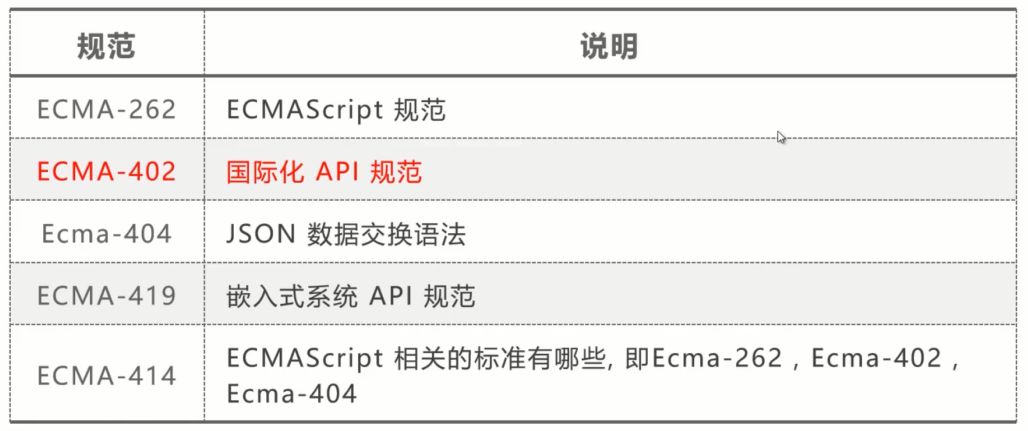 规范 说明
ECMA-262 ECMAScript 规范
ECMA-402 国际化 API 规范
Ecma-404 JSON 数据交换语法
ECMA-419 嵌入式系统 API 规范
ECMA-414 ECMAScript 相关的标准有哪些, 即Ecma-262 , Ecma-402 ,
Ecma-404